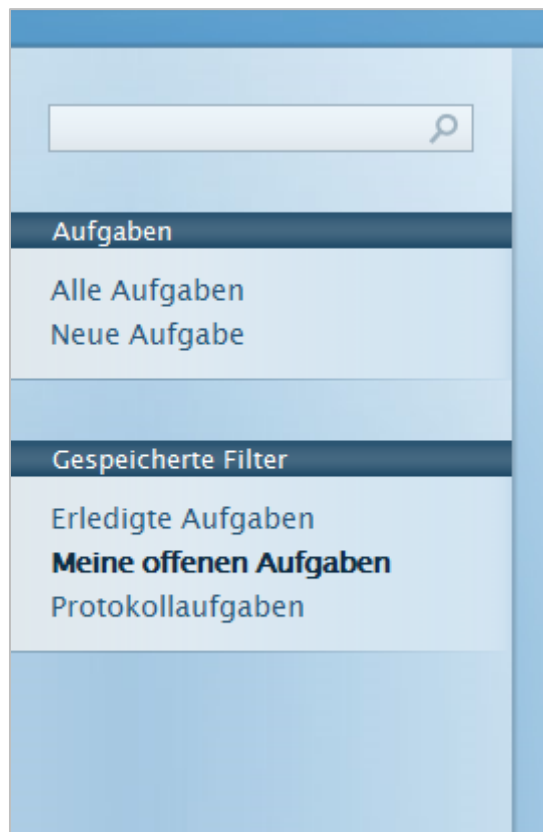 Aufgaben
Alle Aufgaben
Neue Aufgabe
Gespeicherte Filter
Erledigte Aufgaben
Meine offenen Aufgaben
Protokollaufgaben